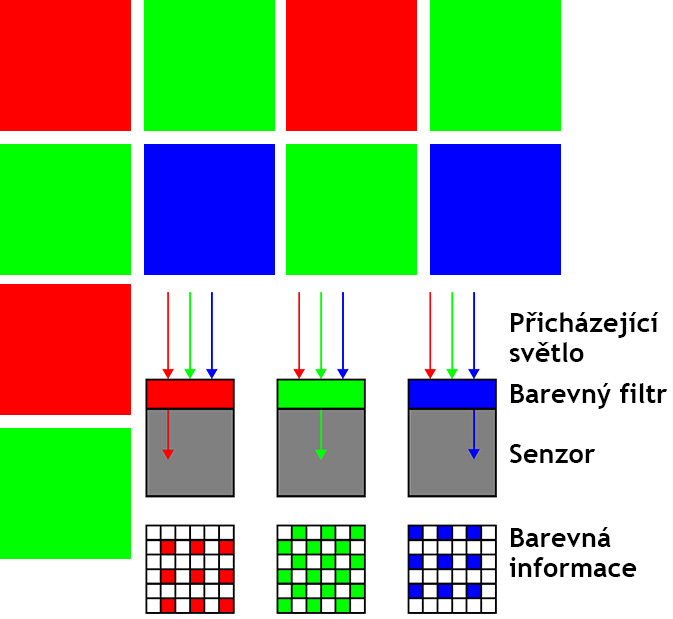 Přicházející
světlo
Barevný filtr
Senzor
Barevná
informace